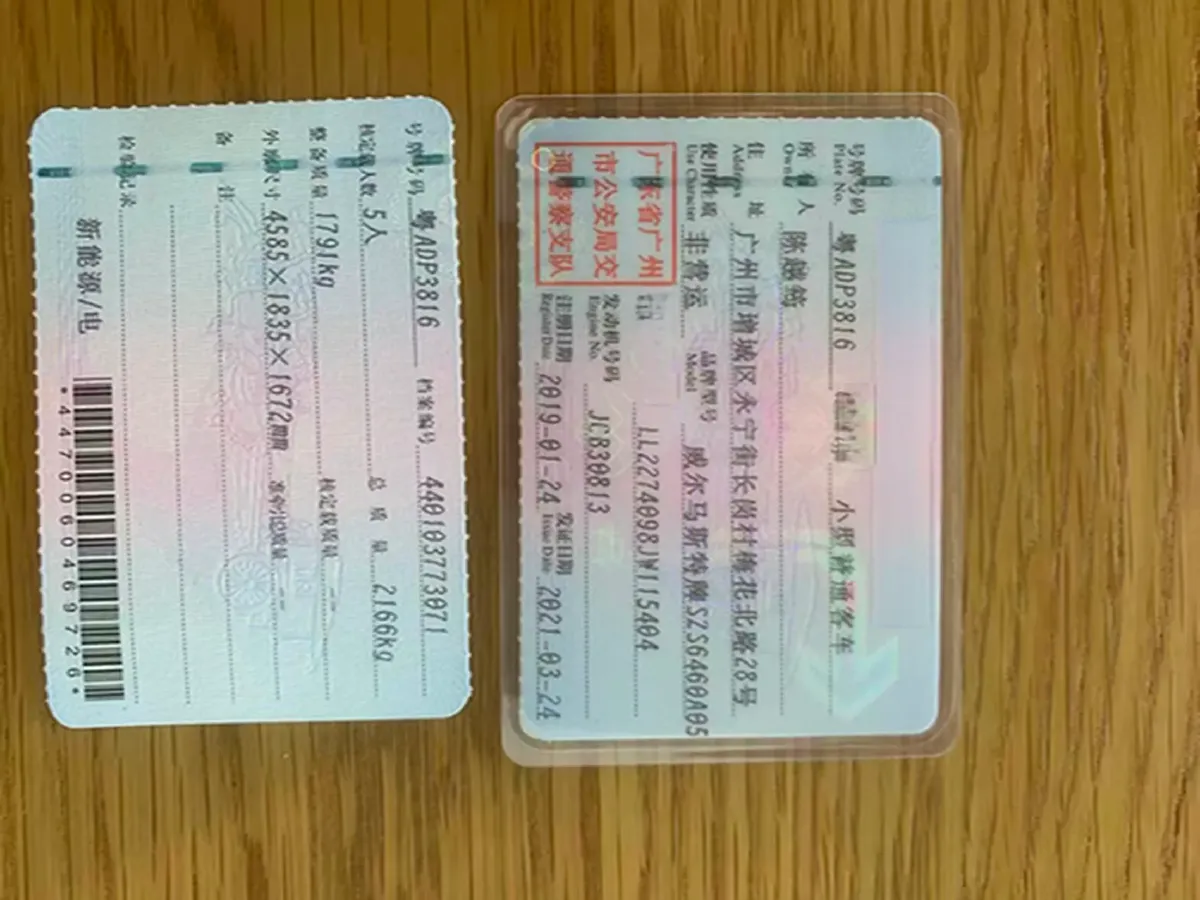 号牌号码 粤ADP3816 小型普通客车
Plate No.
所有人 陈
Owner
住址 广州市增城区永宁街长岗村梅花北路28号
Address
使用性质 非营运 品牌型号 威尔马斯特牌SZS6460A05
Use Character Model
广东省广州
市公安局交
通警察支队
LL2274098JW115404
发动机号码 JCB30813
Engine No.
注册日期 2019-01-24 发证日期 2021-03-24
Register Date Issue Date
号牌号码 粤ADP3816 档案编号 440103773071
核定载人数 5人 总质量 2166kg
整备质量 1791kg 核定载质量 --
外廓尺寸 4585×1835×1672mm 准牵引总质量 --
备注
检验记录
新能源/电
*4470060469726*